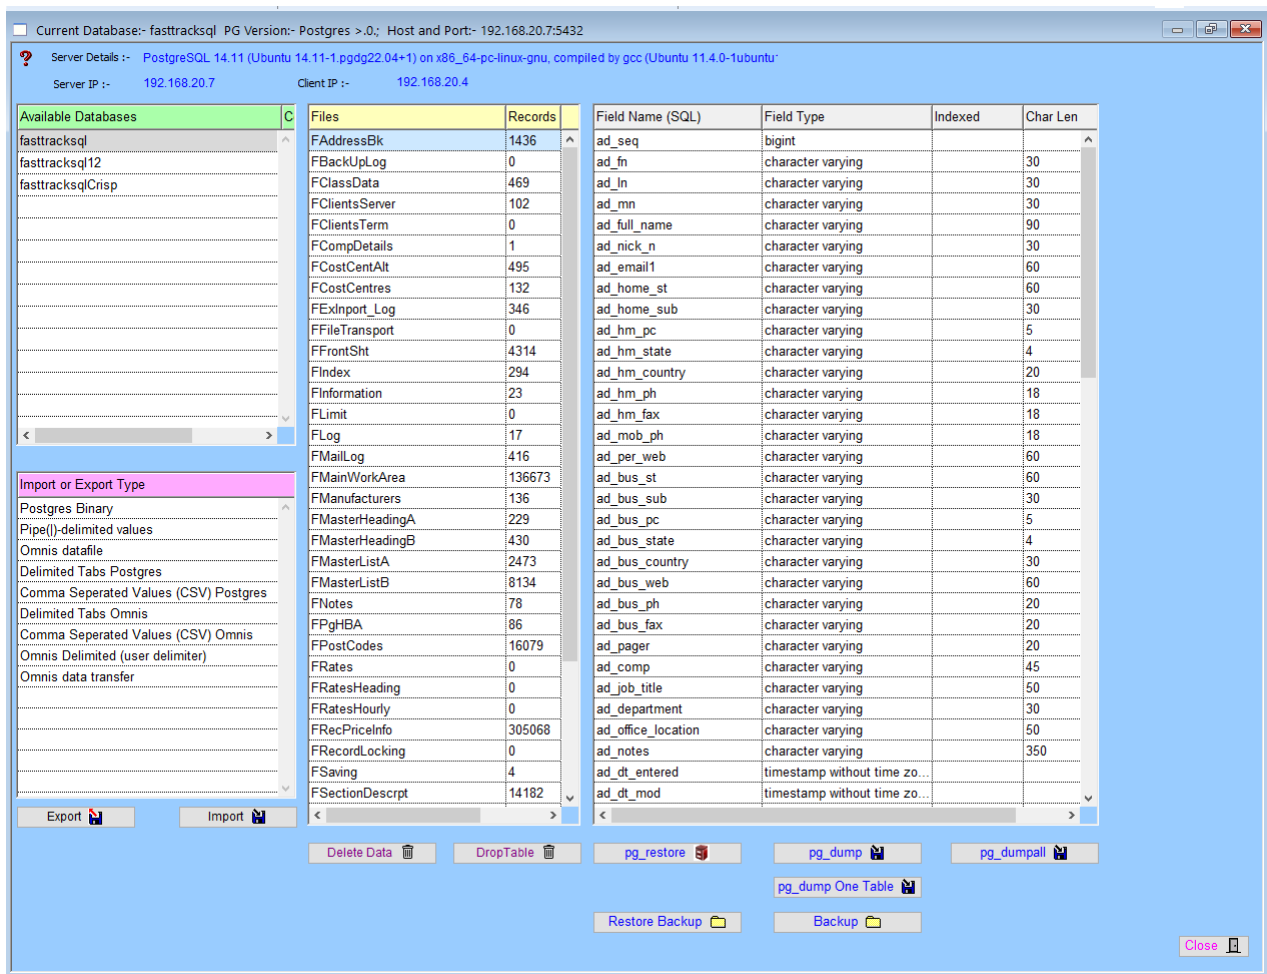 Current Database:- fasttracksql  PG Version:- Postgres >.0.;  Host and Port:- 192.168.20.7:5432
Server Details :- PostgreSQL 14.11 (Ubuntu 14.11-1.pgdg22.04+1) on x86_64-pc-linux-gnu, compiled by gcc (Ubuntu 11.4.0-1ubuntu
Server IP :- 192.168.20.7 Client IP :- 192.168.20.4
Available Databases C
fasttracksql
fasttracksql12
fasttracksqlCrisp
Import or Export Type
Postgres Binary
Pipe(|)-delimited values
Omnis datafile
Delimited Tabs Postgres
Comma Seperated Values (CSV) Postgres
Delimited Tabs Omnis
Comma Seperated Values (CSV) Omnis
Omnis Delimited (user delimiter)
Omnis data transfer
Export Import
Files Records
FAddressBk 1436
FBackUpLog 0
FClassData 469
FClientsServer 102
FClientsTerm 0
FCompDetails 1
FCostCentAlt 495
FCostCentres 132
FExInport_Log 346
FFileTransport 0
FFrontSht 4314
FIndex 294
FInformation 23
FLimit 0
FLog 17
FMailLog 416
FMainWorkArea 136673
FManufacturers 136
FMasterHeadingA 229
FMasterHeadingB 430
FMasterListA 2473
FMasterListB 8134
FNotes 78
FPgHBA 86
FPostCodes 16079
FRates 0
FRatesHeading 0
FRatesHourly 0
FRecPriceInfo 305068
FRecordLocking 0
FSaving 4
FSectionDescrpt 14182
Field Name (SQL) Field Type Indexed Char Len
ad_seq bigint
ad_fn character varying 30
ad_ln character varying 30
ad_mn character varying 30
ad_full_name character varying 90
ad_nick_n character varying 30
ad_email1 character varying 60
ad_home_st character varying 60
ad_home_sub character varying 30
ad_hm_pc character varying 5
ad_hm_state character varying 4
ad_hm_country character varying 20
ad_hm_ph character varying 18
ad_hm_fax character varying 18
ad_mob_ph character varying 18
ad_per_web character varying 60
ad_bus_st character varying 60
ad_bus_sub character varying 30
ad_bus_pc character varying 5
ad_bus_state character varying 4
ad_bus_country character varying 30
ad_bus_web character varying 60
ad_bus_ph character varying 20
ad_bus_fax character varying 20
ad_pager character varying 20
ad_comp character varying 45
ad_job_title character varying 50
ad_department character varying 30
ad_office_location character varying 50
ad_notes character varying 350
ad_dt_entered timestamp without time zo...
ad_dt_mod timestamp without time zo...
Delete Data DropTable pg_restore pg_dump pg_dumpall
pg_dump One Table
Restore Backup Backup
Close